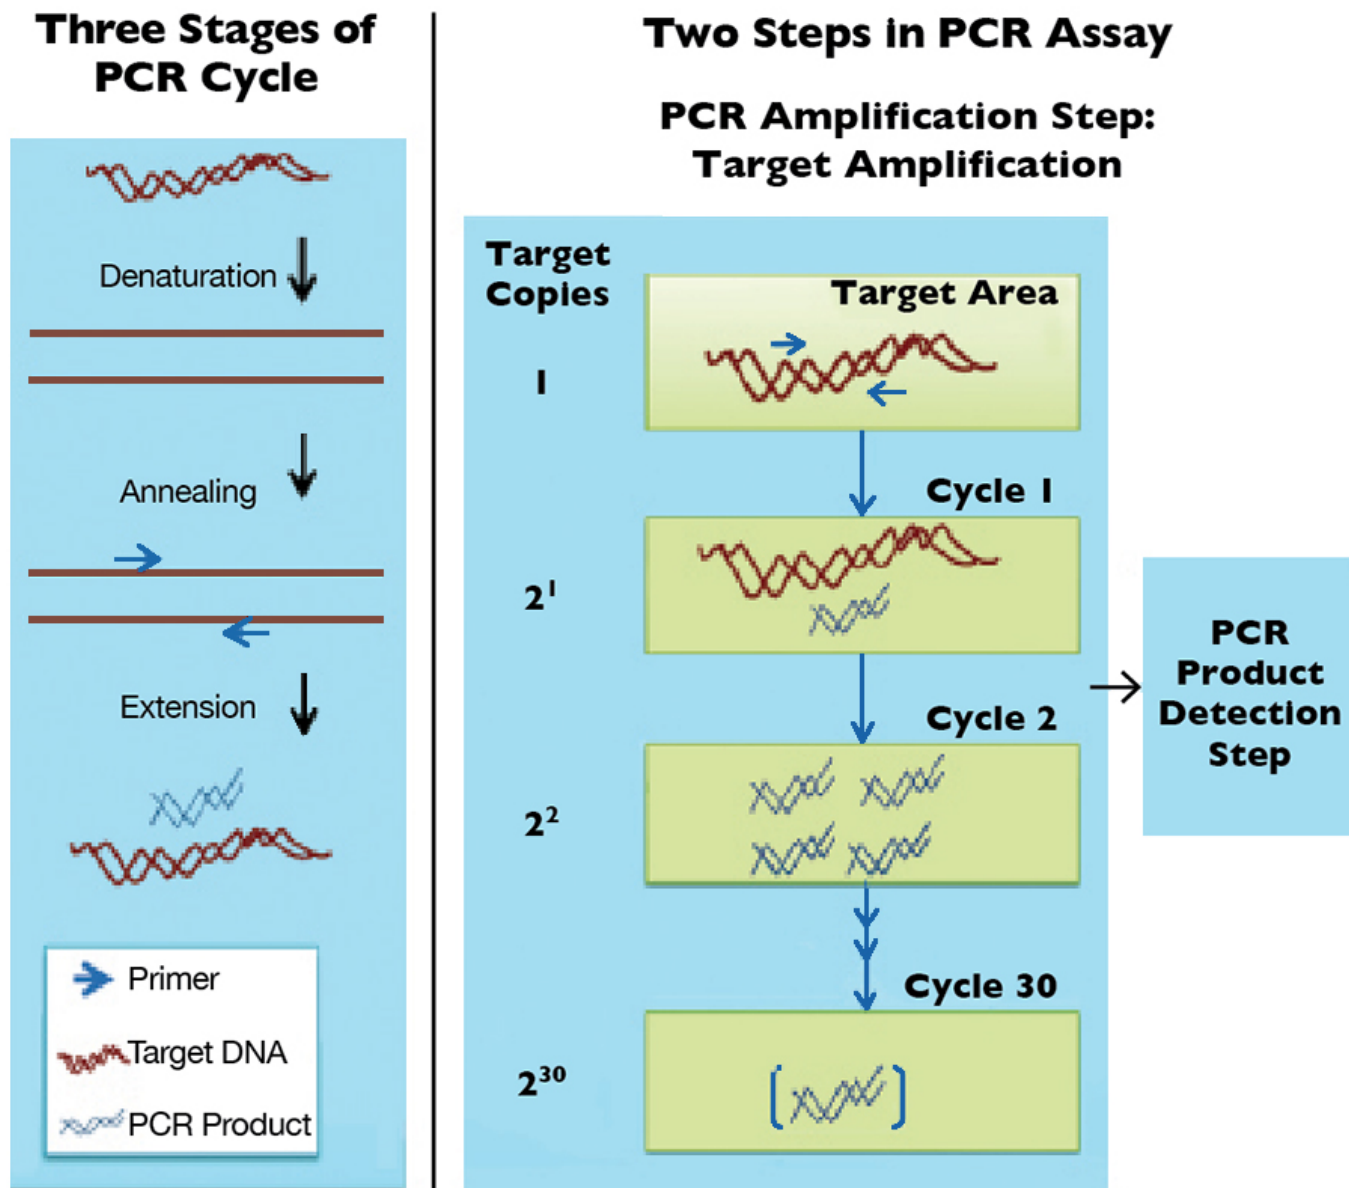 Three Stages of
PCR Cycle
Denaturation
Annealing
Extension
Primer
Target DNA
PCR Product
Two Steps in PCR Assay
PCR Amplification Step:
Target Amplification
Target
Copies
Target Area
1
Cycle 1
2¹
Cycle 2
2²
Cycle 30
2³⁰
PCR
Product
Detection
Step